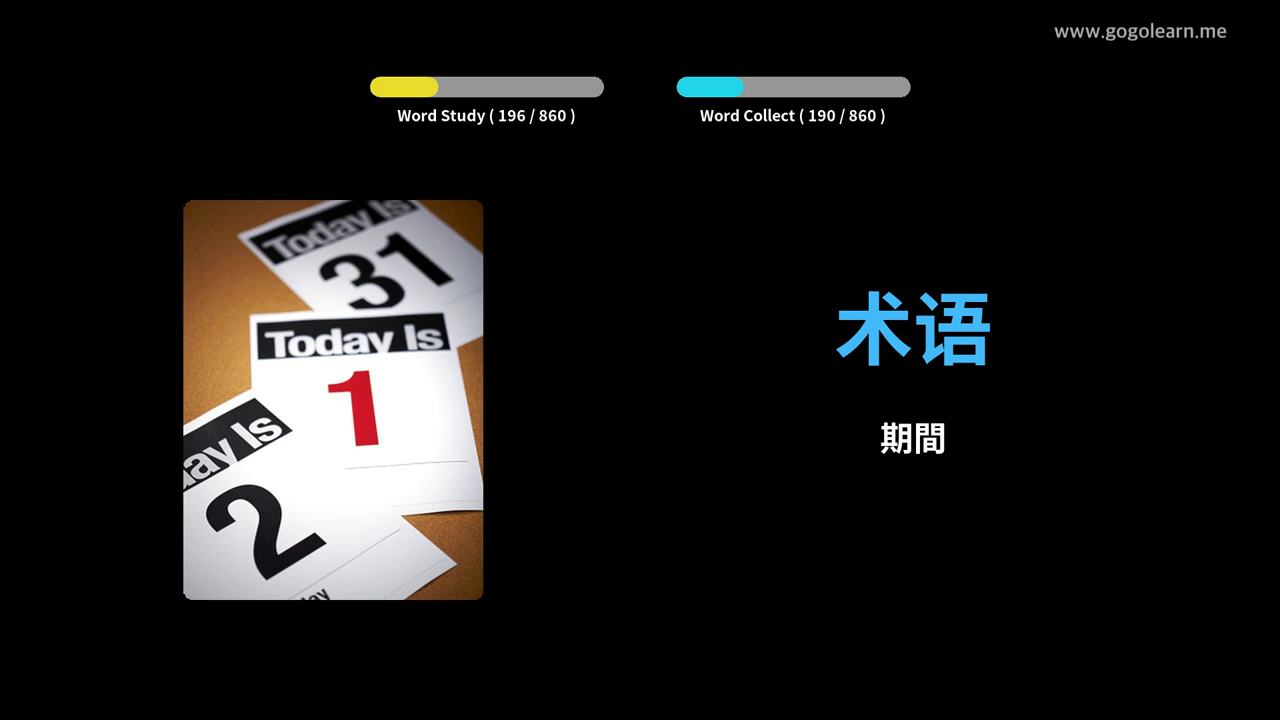 www.gogolearn.me
Word Study ( 196 / 860 )
Word Collect ( 190 / 860 )
Today Is
31
Today Is
1
ay Is
2
ay
术语
期間